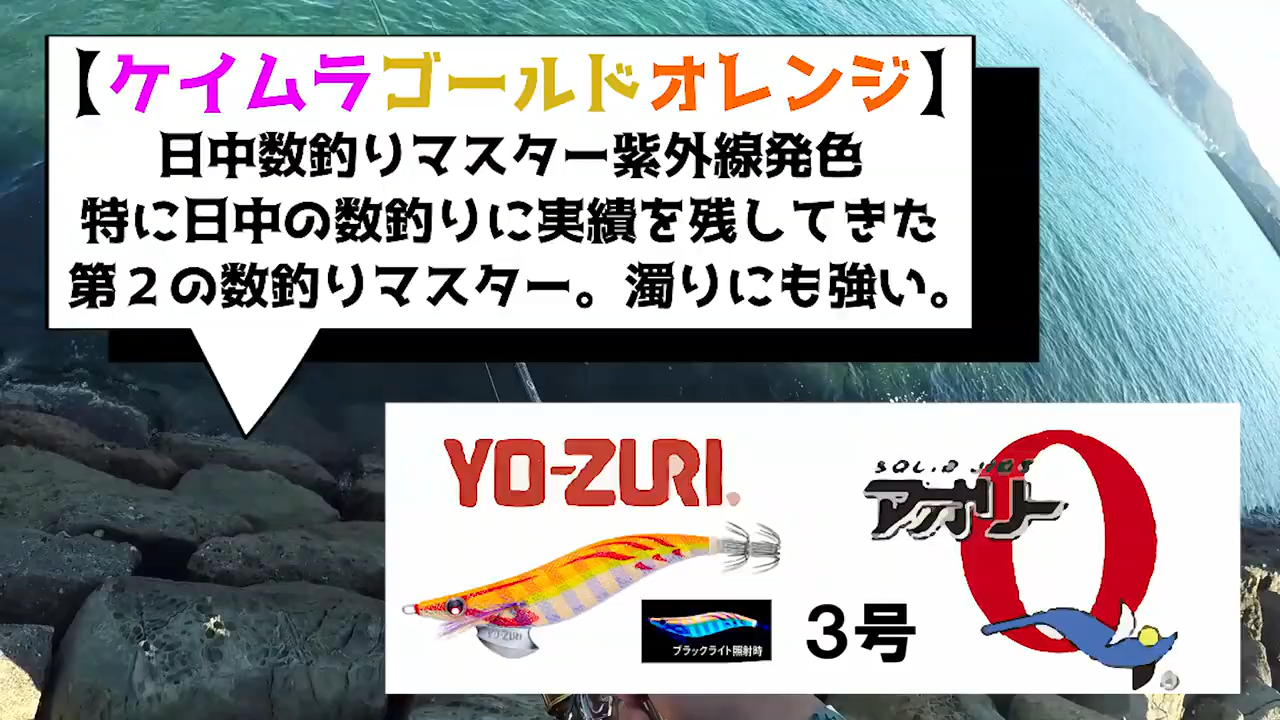 【ケイムラゴールドオレンジ】
日中数釣りマスター紫外線発色
特に日中の数釣りに実績を残してきた
第２の数釣りマスター。濁りにも強い。
YO-ZURI®
アオリーQ
YO-ZURI
ブラックライト照射時
3号